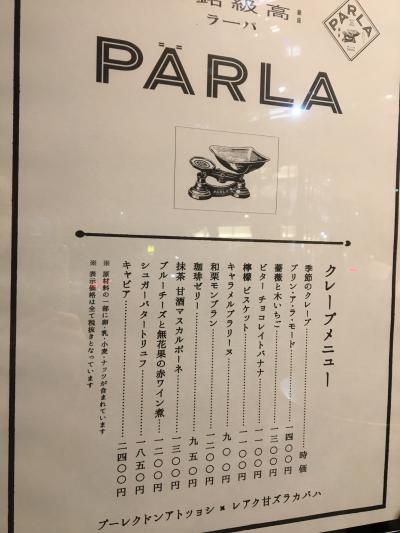 高級銘
銀座
パーラ
PÄRLA
PÄRLA
PARLA
クレープメニュー
季節のクレープ……時価
プリン・ア・ラ・モード……一四〇〇円
薔薇と木いちご……一三〇〇円
ビター チョコレイトバナナ……一一〇〇円
檸檬 ビスケット……一一〇〇円
キャラメルプラリーヌ……九〇〇円
和栗モンブラン……一二〇〇円
珈琲ゼリー……九五〇円
抹茶 甘酒マスカルポーネ……一三〇〇円
ブルーチーズと無花果の赤ワイン煮……一二〇〇円
シュガーバタートリュフ……一八五〇円
キャビア……二四〇〇円
※ 原材料の一部に卵・乳・小麦・ナッツが含まれています
※ 表示価格は全て税抜きとなっています
プーレクドンアトッョシ × レアク甘ズラカパハ